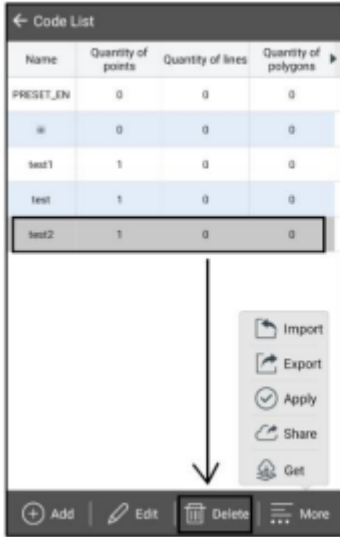 ← Code List
Name Quantity of points Quantity of lines Quantity of polygons
PRESET_EN 0 0 0
0 0 0
test1 1 0 0
test 1 0 0
test2 1 0 0
Import
Export
Apply
Share
Get
Add Edit Delete More